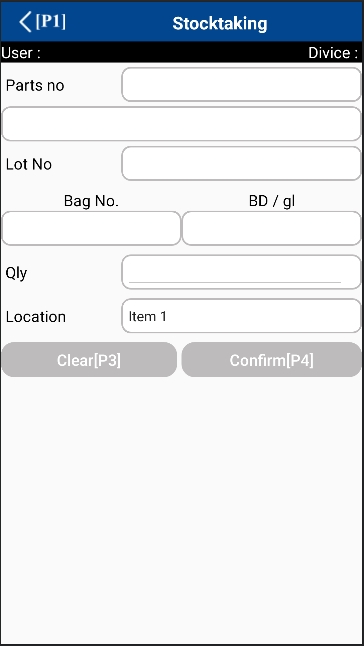 [P1] Stocktaking
User : Divice :
Parts no
Lot No
Bag No. BD / gl
Qly
Location Item 1
Clear[P3] Confirm[P4]